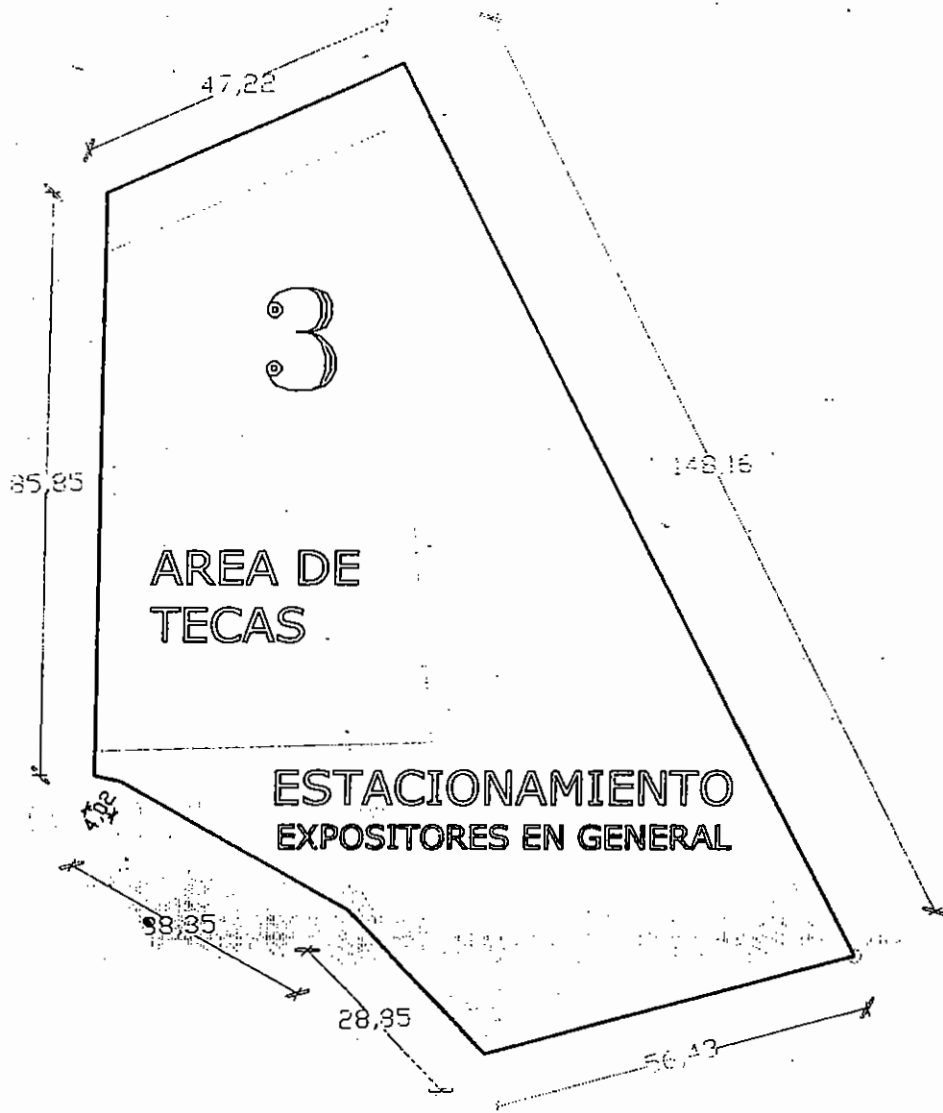 47,22
3
148,16
85,85
AREA DE
TECAS
ESTACIONAMIENTO
EXPOSITORES EN GENERAL
4,02
38,35
28,85
56,43